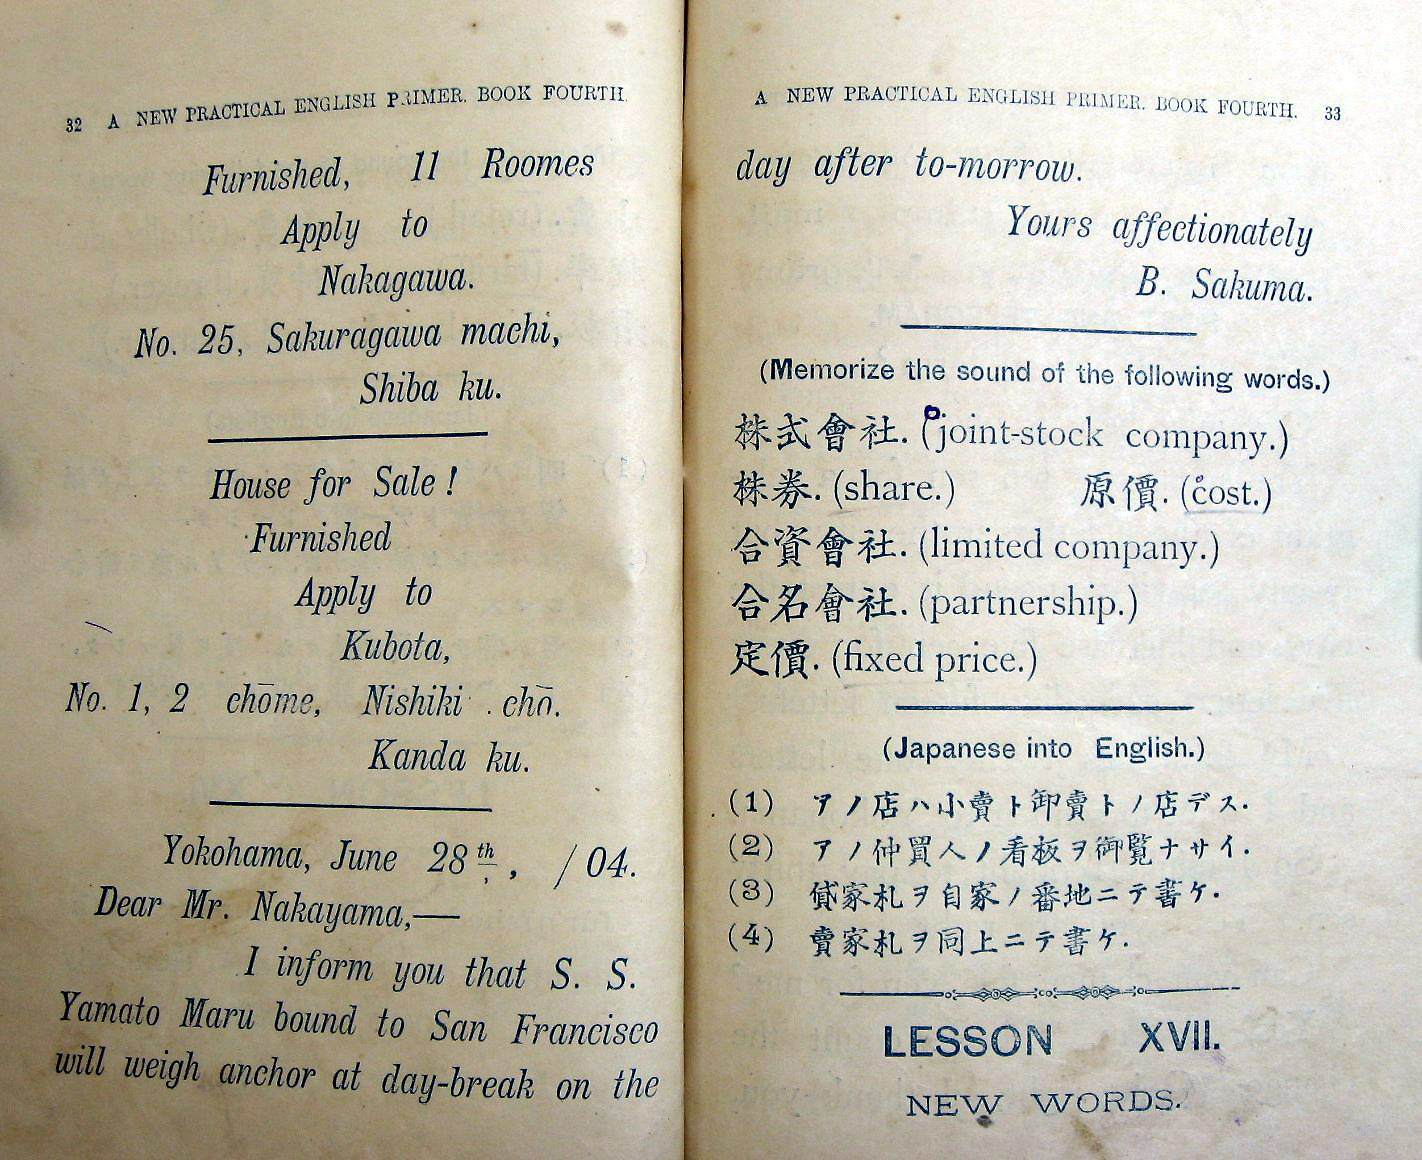 32 A NEW PRACTICAL ENGLISH PRIMER. BOOK FOURTH.
Furnished, 11 Roomes
Apply to
Nakagawa.
No. 25, Sakuragawa machi,
Shiba ku.
House for Sale!
Furnished
Apply to
Kubota,
No. 1, 2 chōme, Nishiki chō.
Kanda ku.
Yokohama, June 28th, /04.
Dear Mr. Nakayama,—
I inform you that S. S.
Yamato Maru bound to San Francisco
will weigh anchor at day-break on the
A NEW PRACTICAL ENGLISH PRIMER. BOOK FOURTH. 33
day after to-morrow.
Yours affectionately
B. Sakuma.
(Memorize the sound of the following words.)
株式會社. (joint-stock company.)
株券. (share.) 原價. (cost.)
合資會社. (limited company.)
合名會社. (partnership.)
定價. (fixed price.)
(Japanese into English.)
(1) アノ店ハ小賣ト卸賣トノ店デス.
(2) アノ仲買人ノ看板ヲ御覽ナサイ.
(3) 貸家札ヲ自家ノ番地ニテ書ケ.
(4) 賣家札ヲ同上ニテ書ケ.
LESSON XVII.
NEW WORDS.